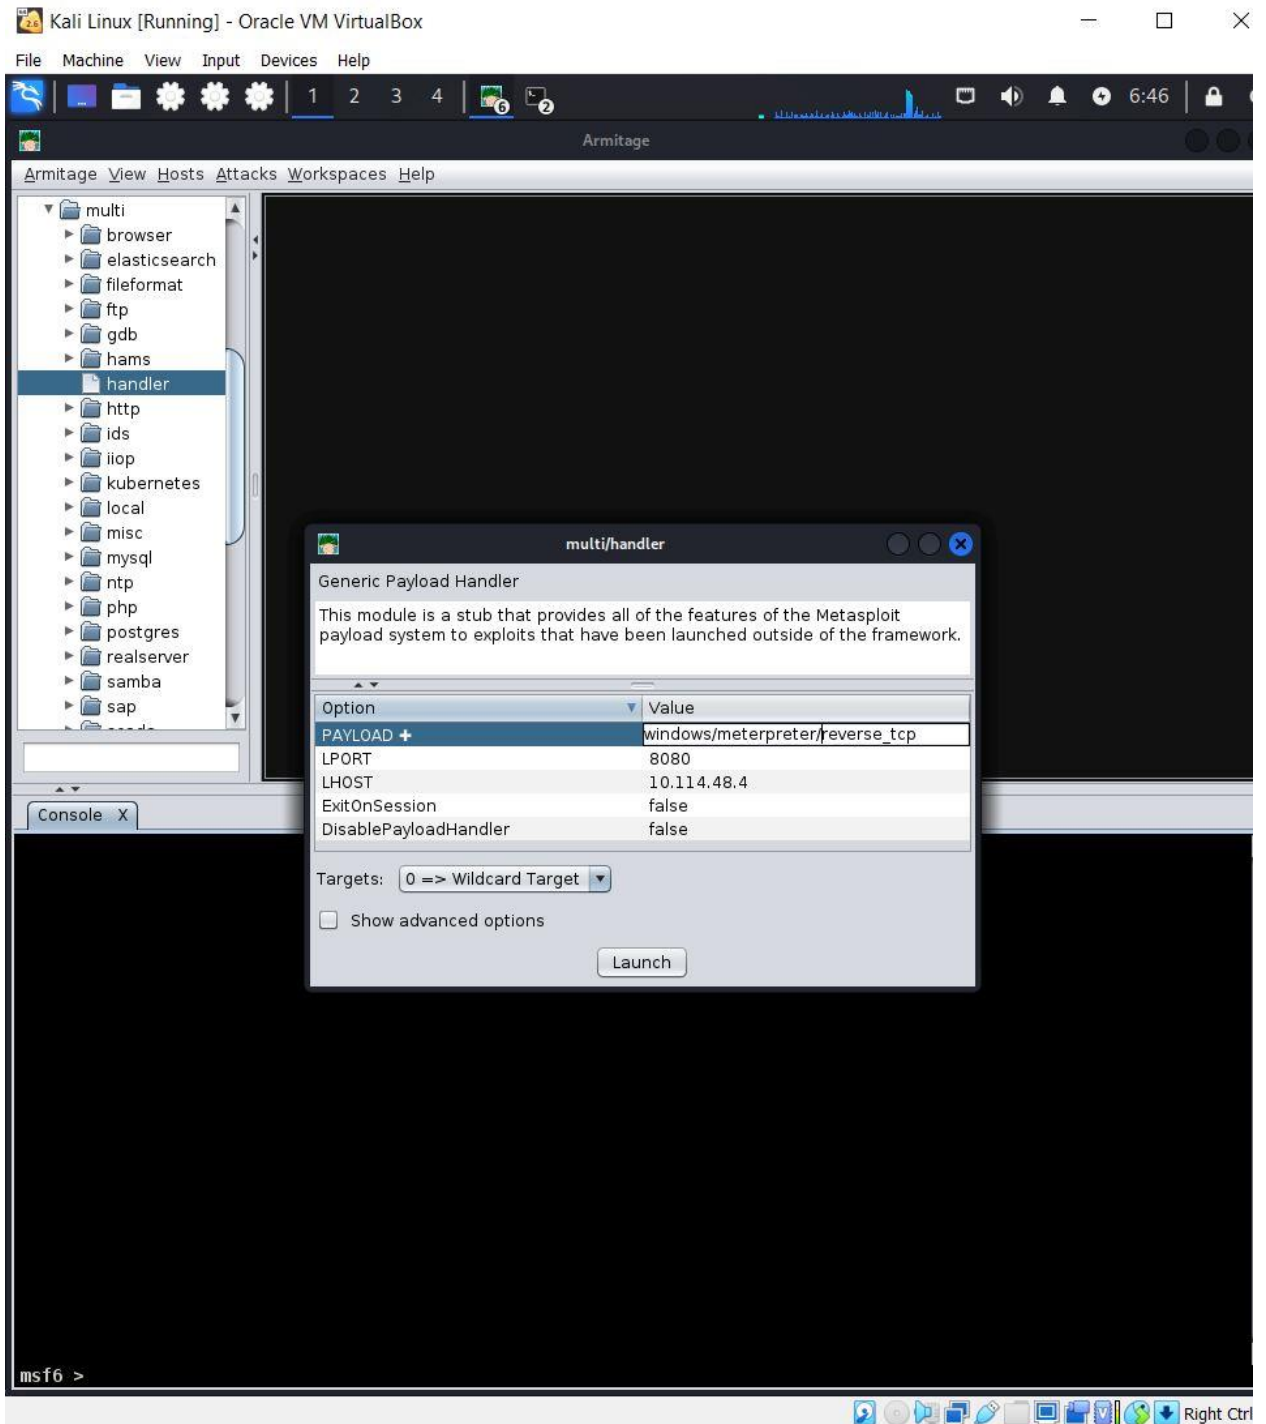 Kali Linux [Running] - Oracle VM VirtualBox
File Machine View Input Devices Help
1 2 3 4 6 2 6:46
Armitage
Armitage View Hosts Attacks Workspaces Help
multi
browser
elasticsearch
fileformat
ftp
gdb
hams
handler
http
ids
iiop
kubernetes
local
misc
mysql
ntp
php
postgres
realserver
samba
sap
multi/handler
Generic Payload Handler
This module is a stub that provides all of the features of the Metasploit
payload system to exploits that have been launched outside of the framework.
Option Value
PAYLOAD + windows/meterpreter/reverse_tcp
LPORT 8080
LHOST 10.114.48.4
ExitOnSession false
DisablePayloadHandler false
Targets: 0 => Wildcard Target
Show advanced options
Launch
Console X
msf6 >
Right Ctrl